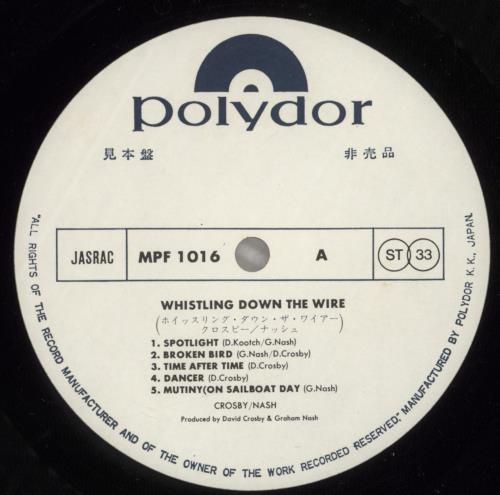 polydor
見本盤 非売品
JASRAC MPF 1016 A ST 33
WHISTLING DOWN THE WIRE
(ホイッスリング・ダウン・ザ・ワイアー/
クロスビー/ナッシュ)
1. SPOTLIGHT (D.Kootch/G.Nash)
2. BROKEN BIRD (G.Nash/D.Crosby)
3. TIME AFTER TIME (D.Crosby)
4. DANCER (D.Crosby)
5. MUTINY(ON SAILBOAT DAY (G.Nash)
CROSBY/NASH
Produced by David Crosby & Graham Nash
"ALL RIGHTS OF THE RECORD MANUFACTURER AND OF THE OWNER OF THE WORK RECORDED RESERVED," MANUFACTURED BY POLYDOR K.K., JAPAN.